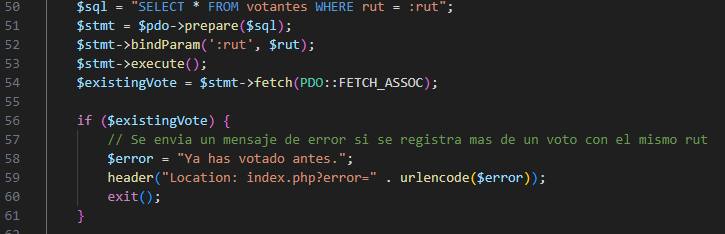 50 $sql = "SELECT * FROM votantes WHERE rut = :rut";
51 $stmt = $pdo->prepare($sql);
52 $stmt->bindParam(':rut', $rut);
53 $stmt->execute();
54 $existingVote = $stmt->fetch(PDO::FETCH_ASSOC);
55
56 if ($existingVote) {
57 // Se envia un mensaje de error si se registra mas de un voto con el mismo rut
58 $error = "Ya has votado antes.";
59 header("Location: index.php?error=" . urlencode($error));
60 exit();
61 }